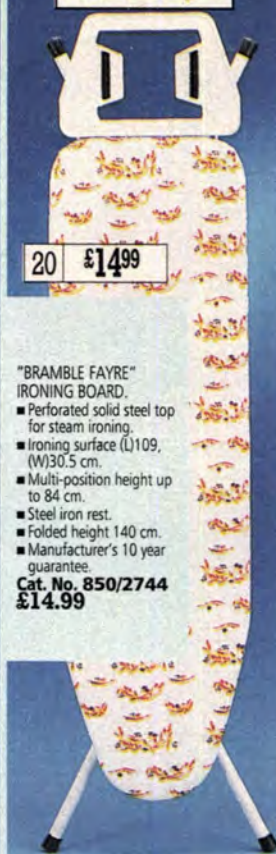 20 £14⁹⁹
"BRAMBLE FAYRE"
IRONING BOARD.
■ Perforated solid steel top
for steam ironing.
■ Ironing surface (L)109,
(W)30.5 cm.
■ Multi-position height up
to 84 cm.
■ Steel iron rest.
■ Folded height 140 cm.
■ Manufacturer's 10 year
guarantee.
Cat. No. 850/2744
£14.99